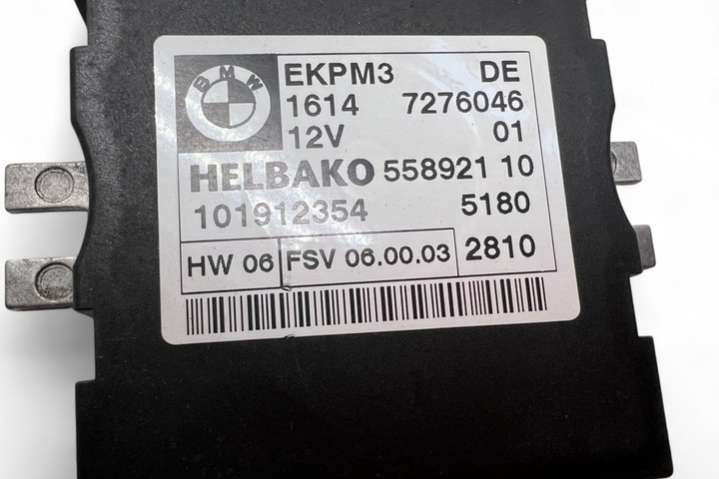 BMW
EKPM3 DE
1614 7276046
12V 01
HELBAKO 558921 10
101912354 5180
HW 06 FSV 06.00.03 2810